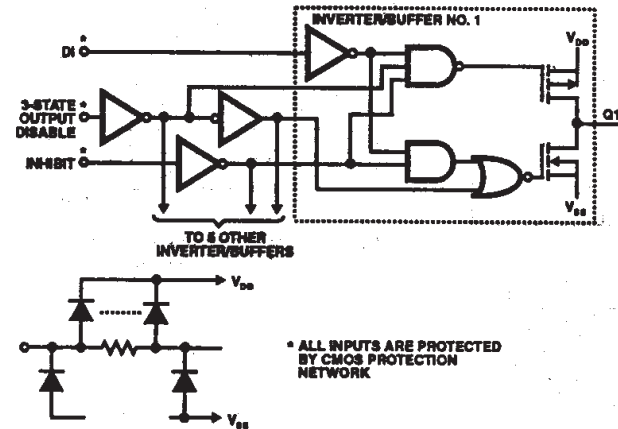 INVERTER/BUFFER NO. 1
*
DI
VDD
3-STATE *
OUTPUT
DISABLE
Q1
*
INHIBIT
VSS
TO 5 OTHER
INVERTER/BUFFERS
VDD
* ALL INPUTS ARE PROTECTED
BY CMOS PROTECTION
NETWORK
VSS